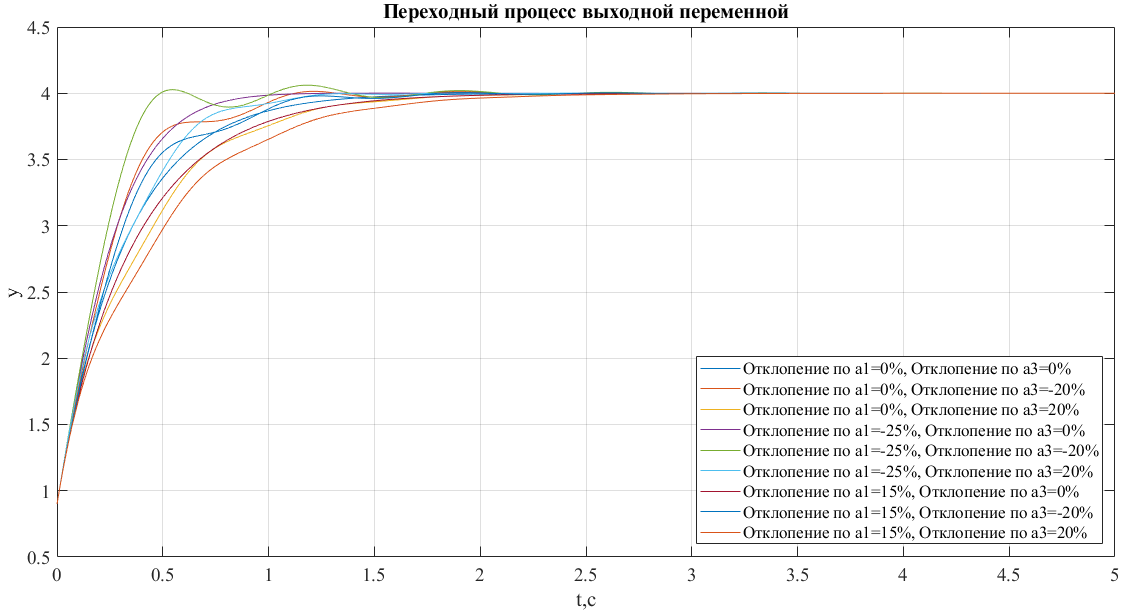 Переходный процесс выходной переменной
4.5
4
3.5
3
2.5
2
1.5
1
0.5
y
0
0.5
1
1.5
2
2.5
3
3.5
4
4.5
5
t,c
Отклопение по a1=0%, Отклопение по a3=0%
Отклопение по a1=0%, Отклопение по a3=-20%
Отклопение по a1=0%, Отклопение по a3=20%
Отклопение по a1=-25%, Отклопение по a3=0%
Отклопение по a1=-25%, Отклопение по a3=-20%
Отклопение по a1=-25%, Отклопение по a3=20%
Отклопение по a1=15%, Отклопение по a3=0%
Отклопение по a1=15%, Отклопение по a3=-20%
Отклопение по a1=15%, Отклопение по a3=20%